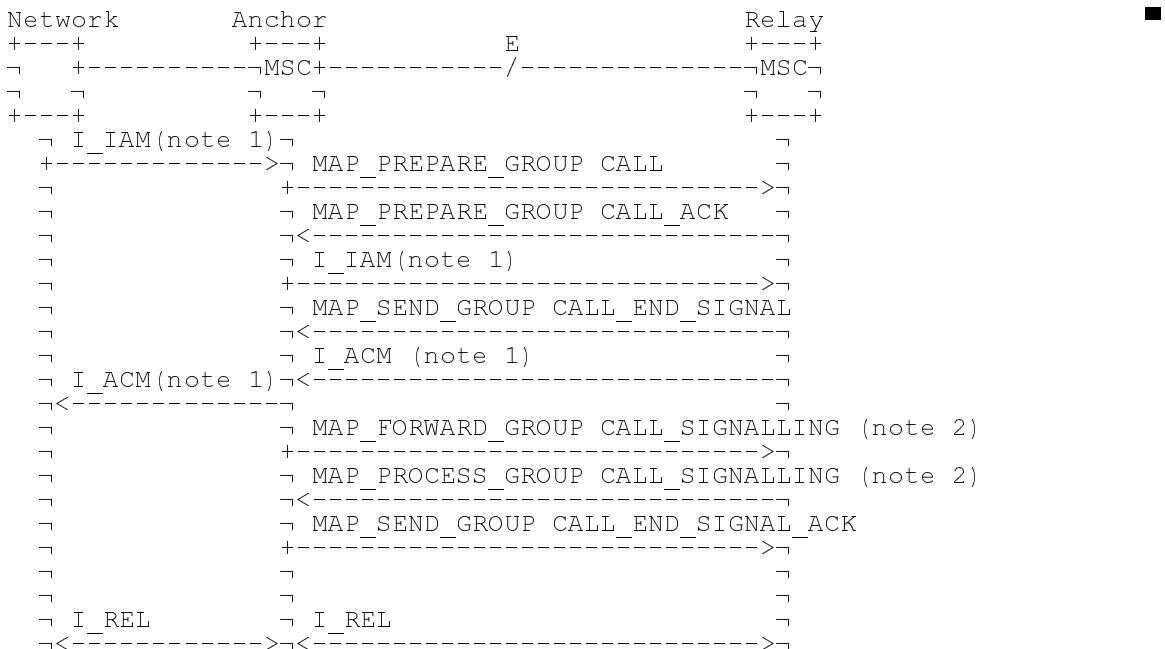 Network Anchor Relay
+---+ +---+ E +---+
¬ +-----------¬MSC+-----------/---------------¬MSC¬
¬ ¬ ¬ ¬ ¬ ¬
+---+ +---+ +---+
¬ I_IAM(note 1)¬ ¬
+------------->¬ MAP_PREPARE_GROUP CALL ¬
¬ +----------------------------->¬
¬ ¬ MAP_PREPARE_GROUP CALL_ACK ¬
¬ ¬<-----------------------------¬
¬ ¬ I_IAM(note 1) ¬
¬ +----------------------------->¬
¬ ¬ MAP_SEND_GROUP CALL_END_SIGNAL
¬ ¬<-----------------------------¬
¬ ¬ I_ACM (note 1) ¬
¬ I_ACM(note 1)¬<-----------------------------¬
¬<-------------¬ ¬
¬ ¬ MAP_FORWARD_GROUP CALL_SIGNALLING (note 2)
¬ +----------------------------->¬
¬ ¬ MAP_PROCESS_GROUP CALL_SIGNALLING (note 2)
¬ ¬<-----------------------------¬
¬ ¬ MAP_SEND_GROUP CALL_END_SIGNAL_ACK
¬ +----------------------------->¬
¬ ¬ ¬
¬ ¬ ¬
¬ I_REL ¬ I_REL ¬
¬<------------>¬<---------------------------->¬